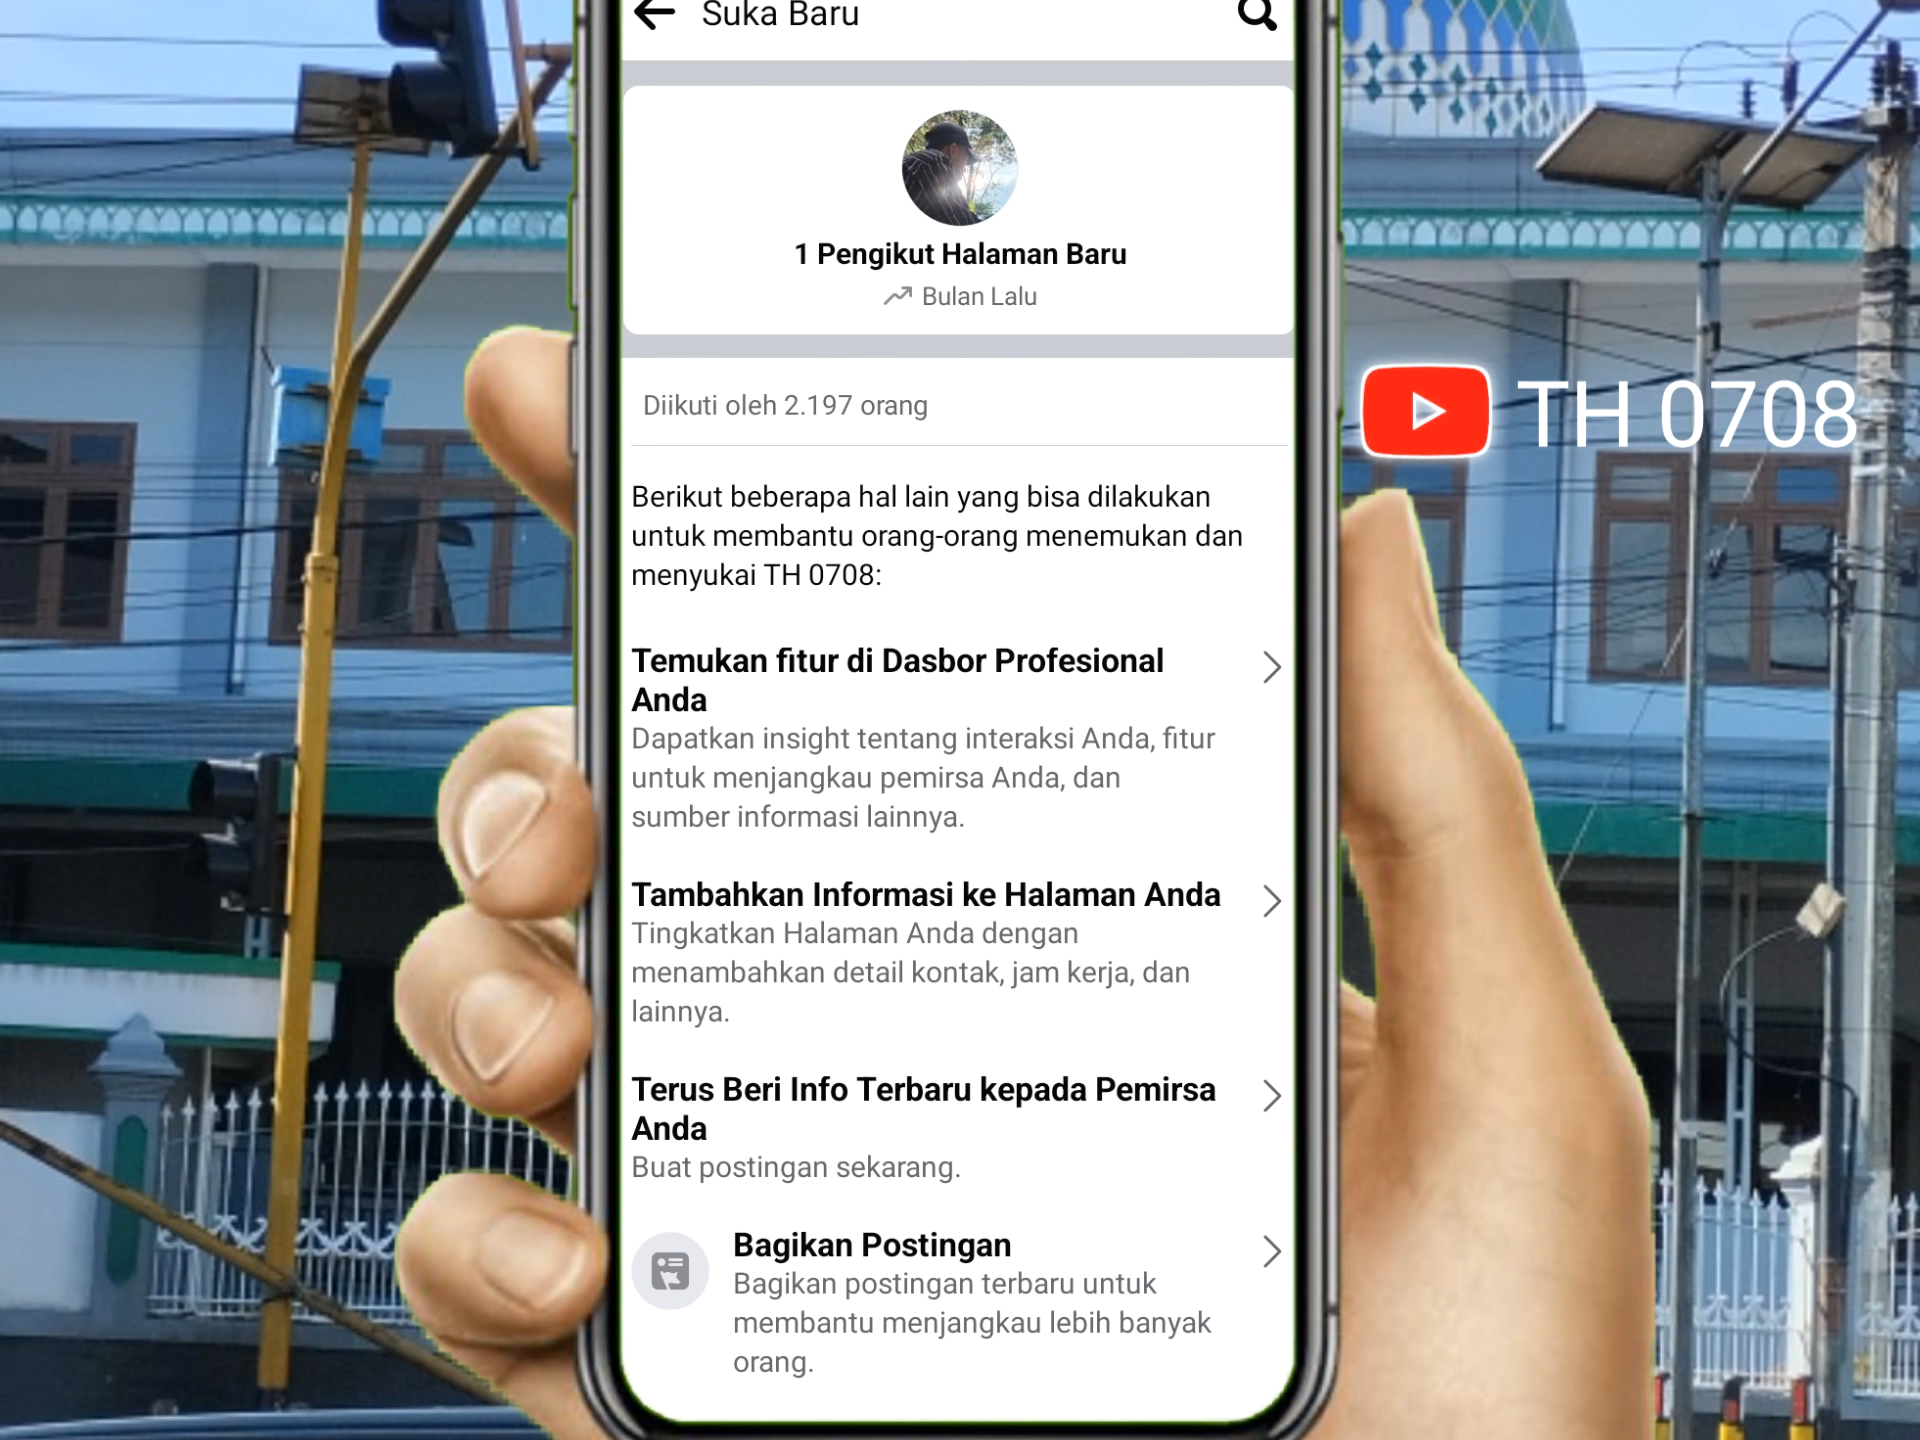 Suka Baru
1 Pengikut Halaman Baru
Bulan Lalu
Diikuti oleh 2.197 orang
TH 0708
Berikut beberapa hal lain yang bisa dilakukan
untuk membantu orang-orang menemukan dan
menyukai TH 0708:
Temukan fitur di Dasbor Profesional
Anda
Dapatkan insight tentang interaksi Anda, fitur
untuk menjangkau pemirsa Anda, dan
sumber informasi lainnya.
Tambahkan Informasi ke Halaman Anda
Tingkatkan Halaman Anda dengan
menambahkan detail kontak, jam kerja, dan
lainnya.
Terus Beri Info Terbaru kepada Pemirsa
Anda
Buat postingan sekarang.
Bagikan Postingan
Bagikan postingan terbaru untuk
membantu menjangkau lebih banyak
orang.